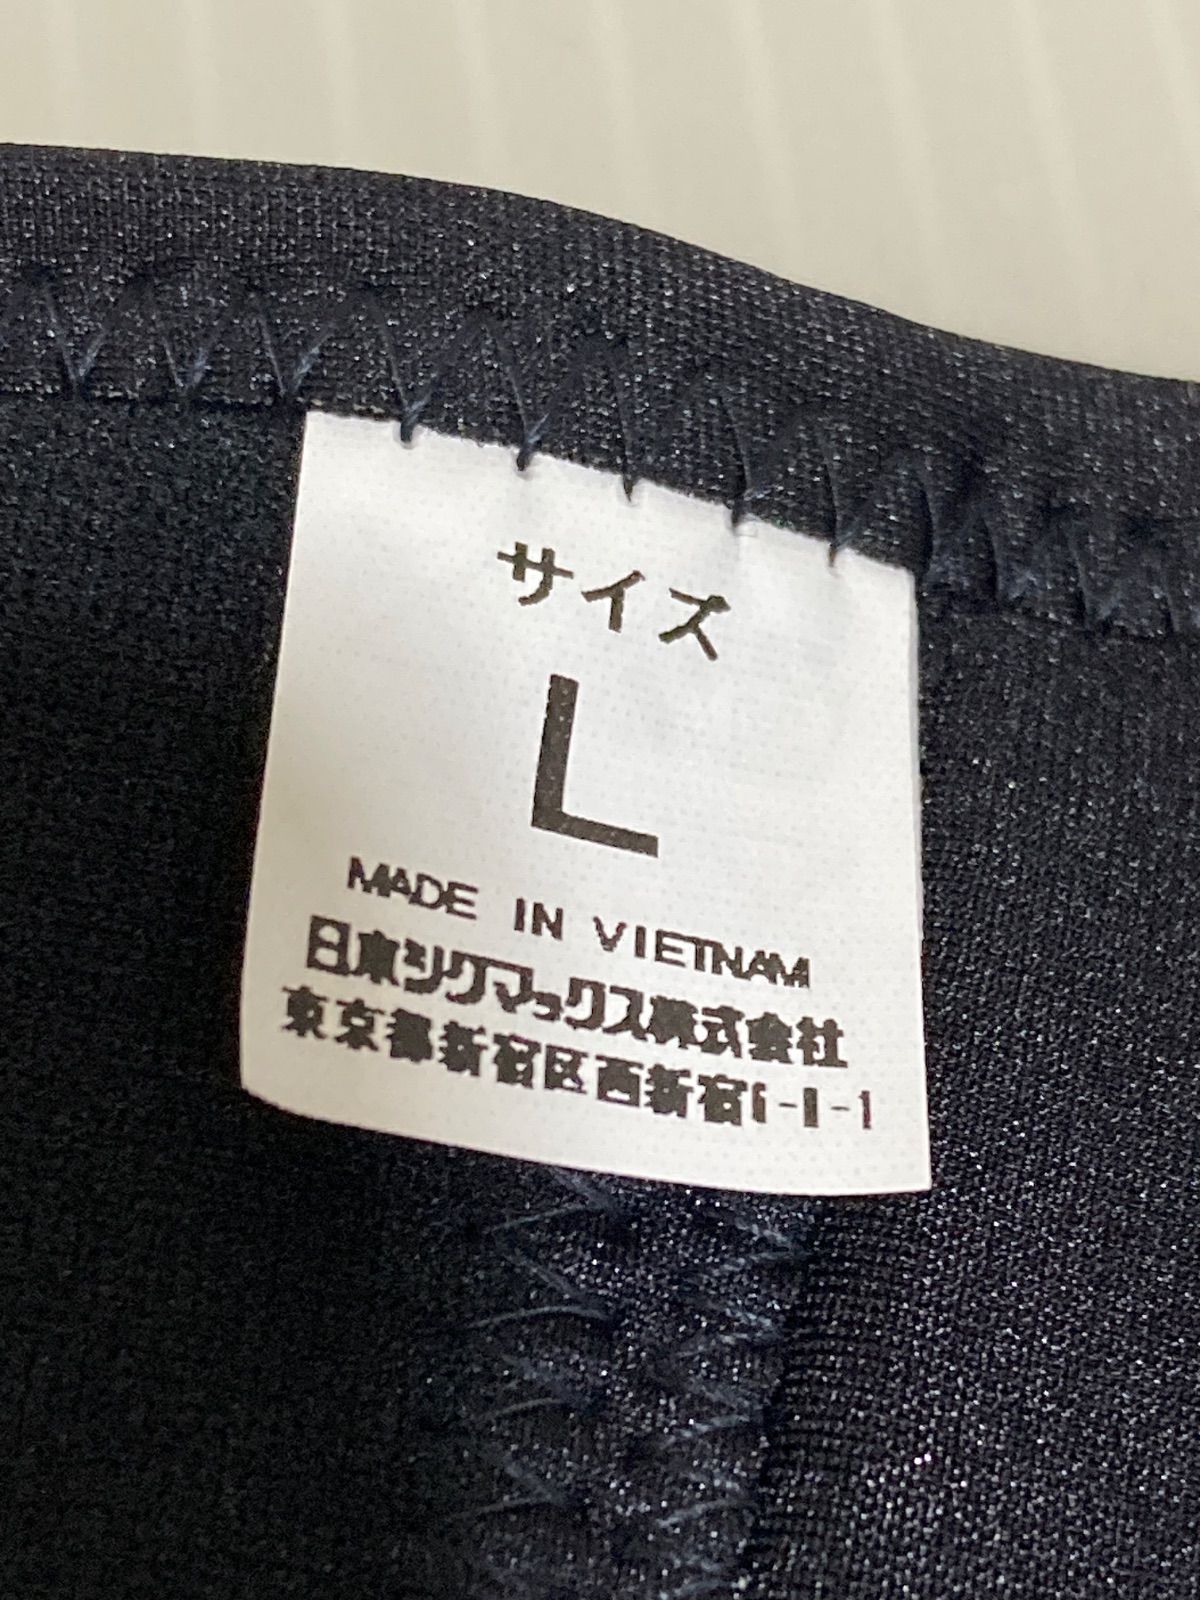 サイズ
L
MADE IN VIETNAM
日本シグマックス株式会社
東京都新宿区西新宿1-1-1